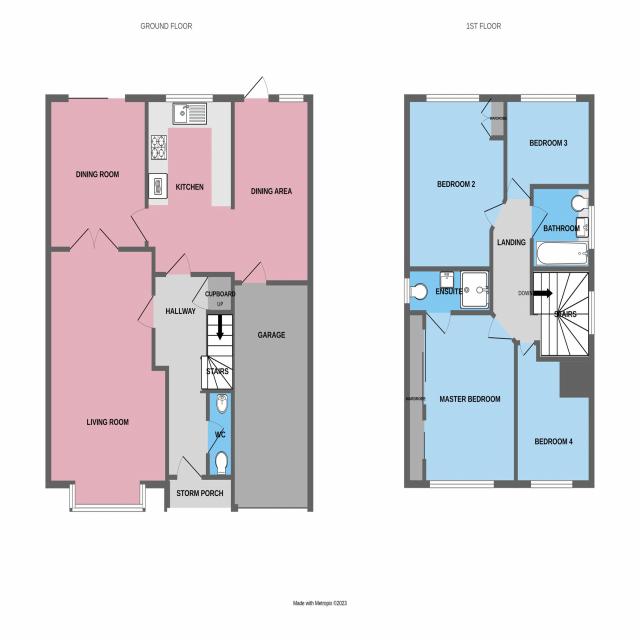 GROUND FLOOR
1ST FLOOR
DINING ROOM
KITCHEN
DINING AREA
HALLWAY
CUPBOARD
UP
STAIRS
GARAGE
LIVING ROOM
WC
STORM PORCH
WARDROBE
BEDROOM 2
BEDROOM 3
BATHROOM
LANDING
ENSUITE
DOWN
STAIRS
WARDROBE
MASTER BEDROOM
BEDROOM 4
Made with Metropix ©2023